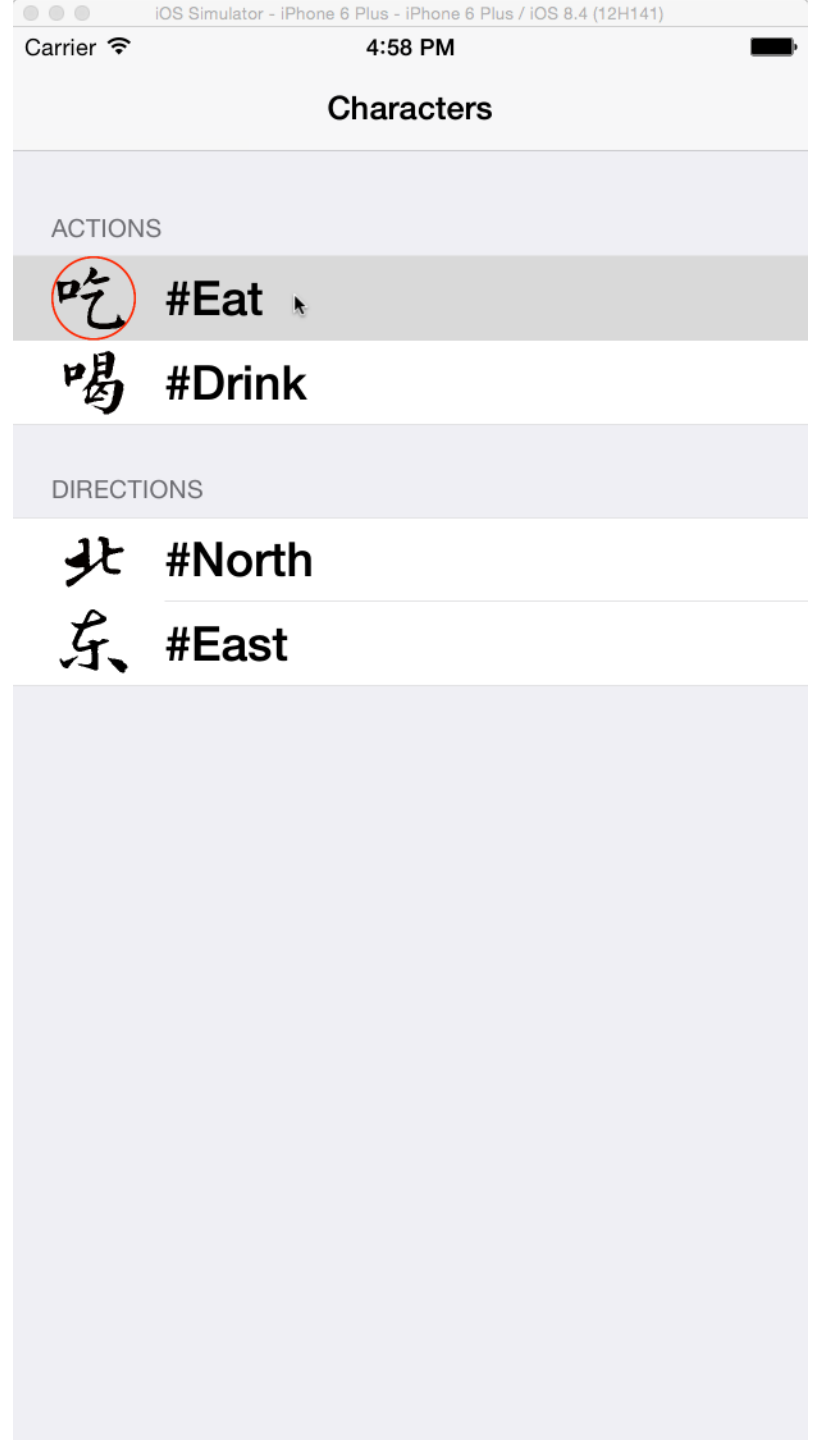 iOS Simulator - iPhone 6 Plus - iPhone 6 Plus / iOS 8.4 (12H141)
Carrier 4:58 PM
Characters
ACTIONS
吃 #Eat
喝 #Drink
DIRECTIONS
北 #North
东 #East